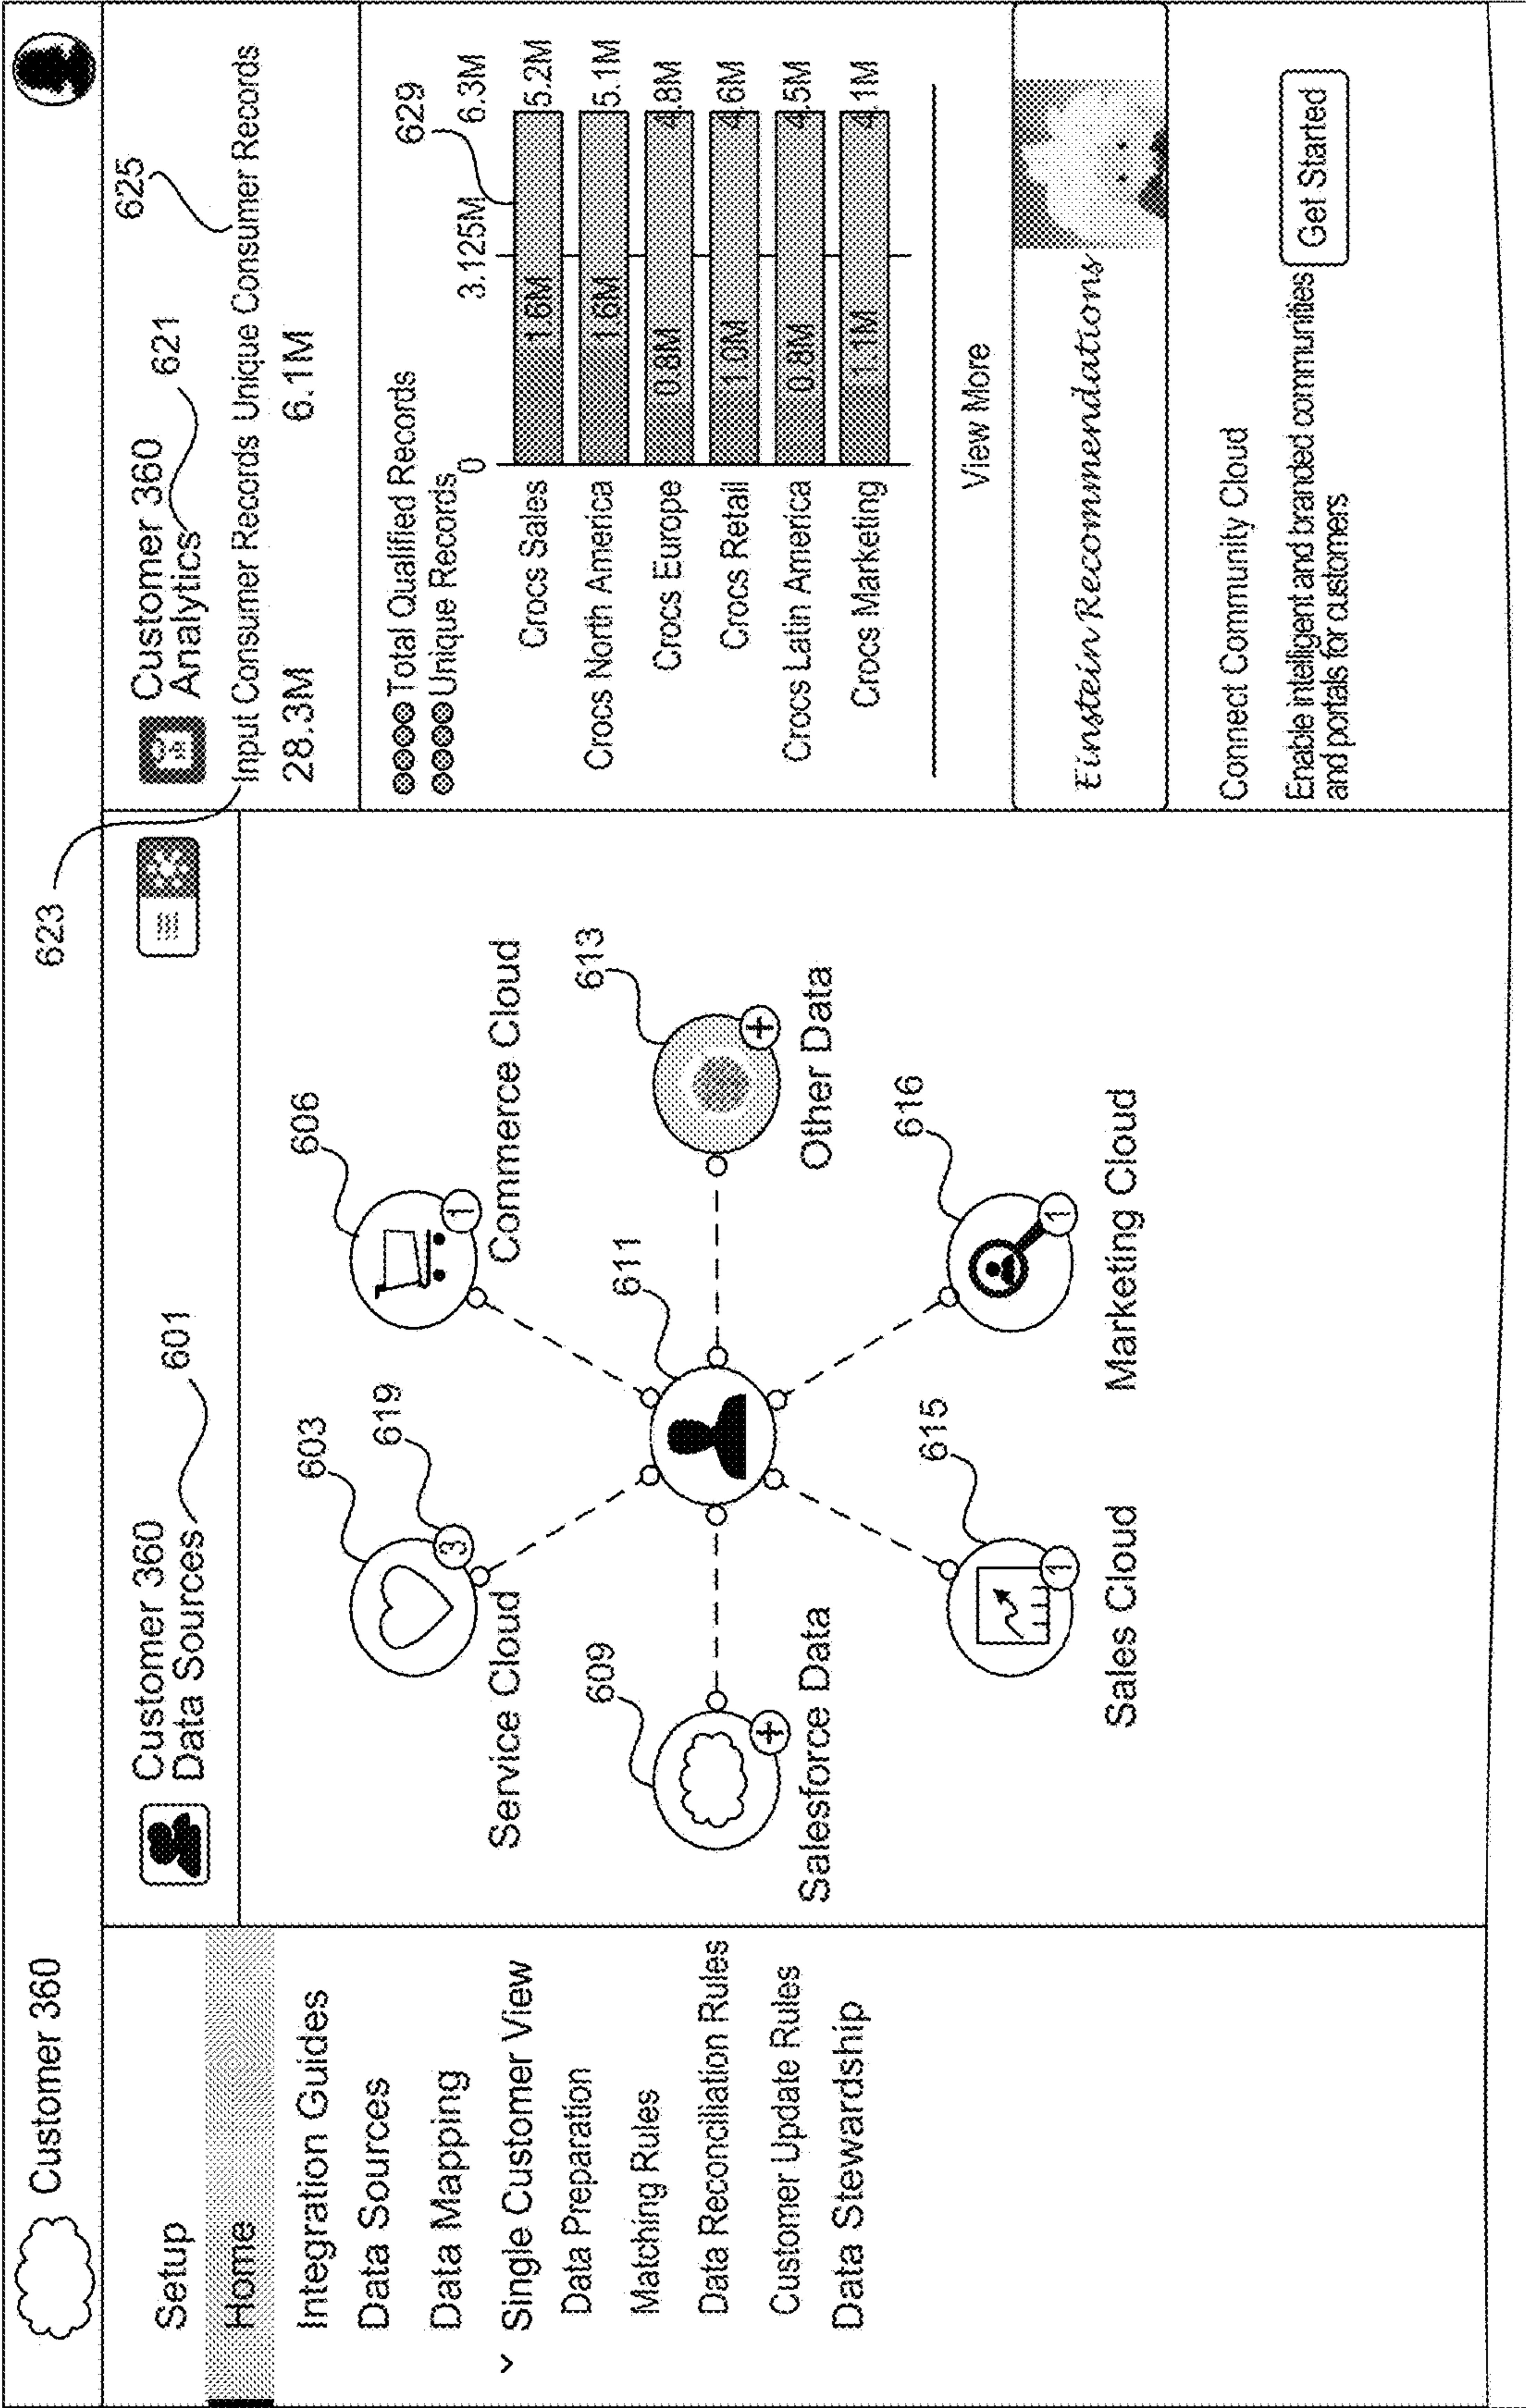 Customer 360
623
Setup
Home
Integration Guides
Data Sources
Data Mapping
Single Customer View
Data Preparation
Matching Rules
Data Reconciliation Rules
Customer Update Rules
Data Stewardship
Customer 360
Data Sources
601
603
619
606
3
1
Service Cloud
Commerce Cloud
609
611
613
+
+
Salesforce Data
Other Data
615
616
1
1
Sales Cloud
Marketing Cloud
Customer 360
Analytics
621
625
Input Consumer Records Unique Consumer Records
28.3M 6.1M
Total Qualified Records
Unique Records
629
0 3.125M 6.3M
Crocs Sales 1.6M 5.2M
Crocs North America 1.6M 5.1M
Crocs Europe 0.8M 4.8M
Crocs Retail 1.0M 4.6M
Crocs Latin America 0.8M 4.5M
Crocs Marketing 1.1M 4.1M
View More
Einstein Recommendations
Connect Community Cloud
Enable intelligent and branded communities
and portals for customers
Get Started